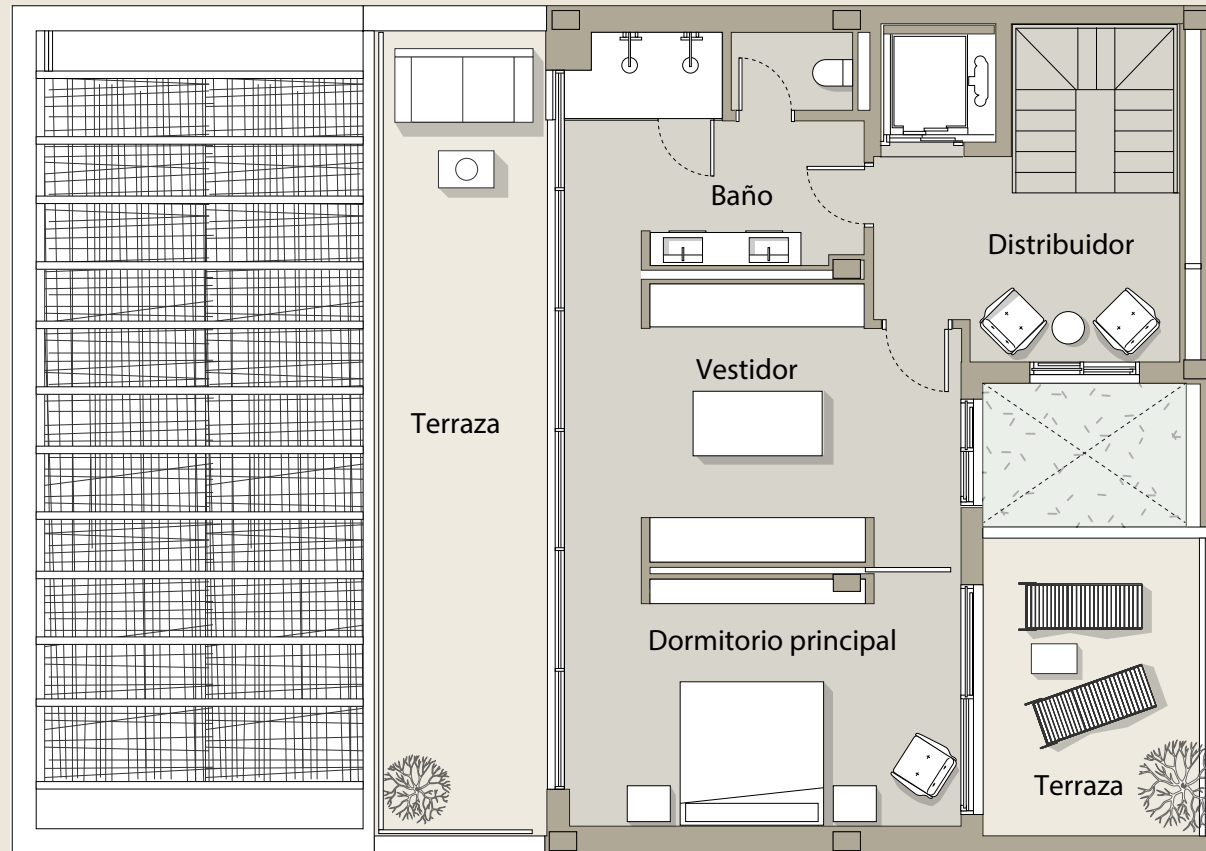 Baño
Distribuidor
Vestidor
Terraza
Dormitorio principal
Terraza